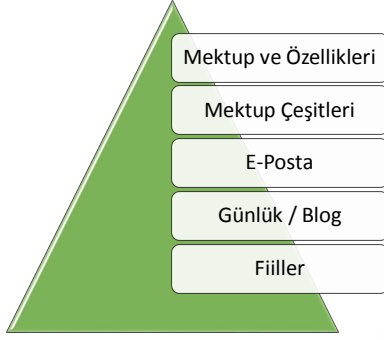 Mektup ve Özellikleri
Mektup Çeşitleri
E-Posta
Günlük / Blog
Fiiller